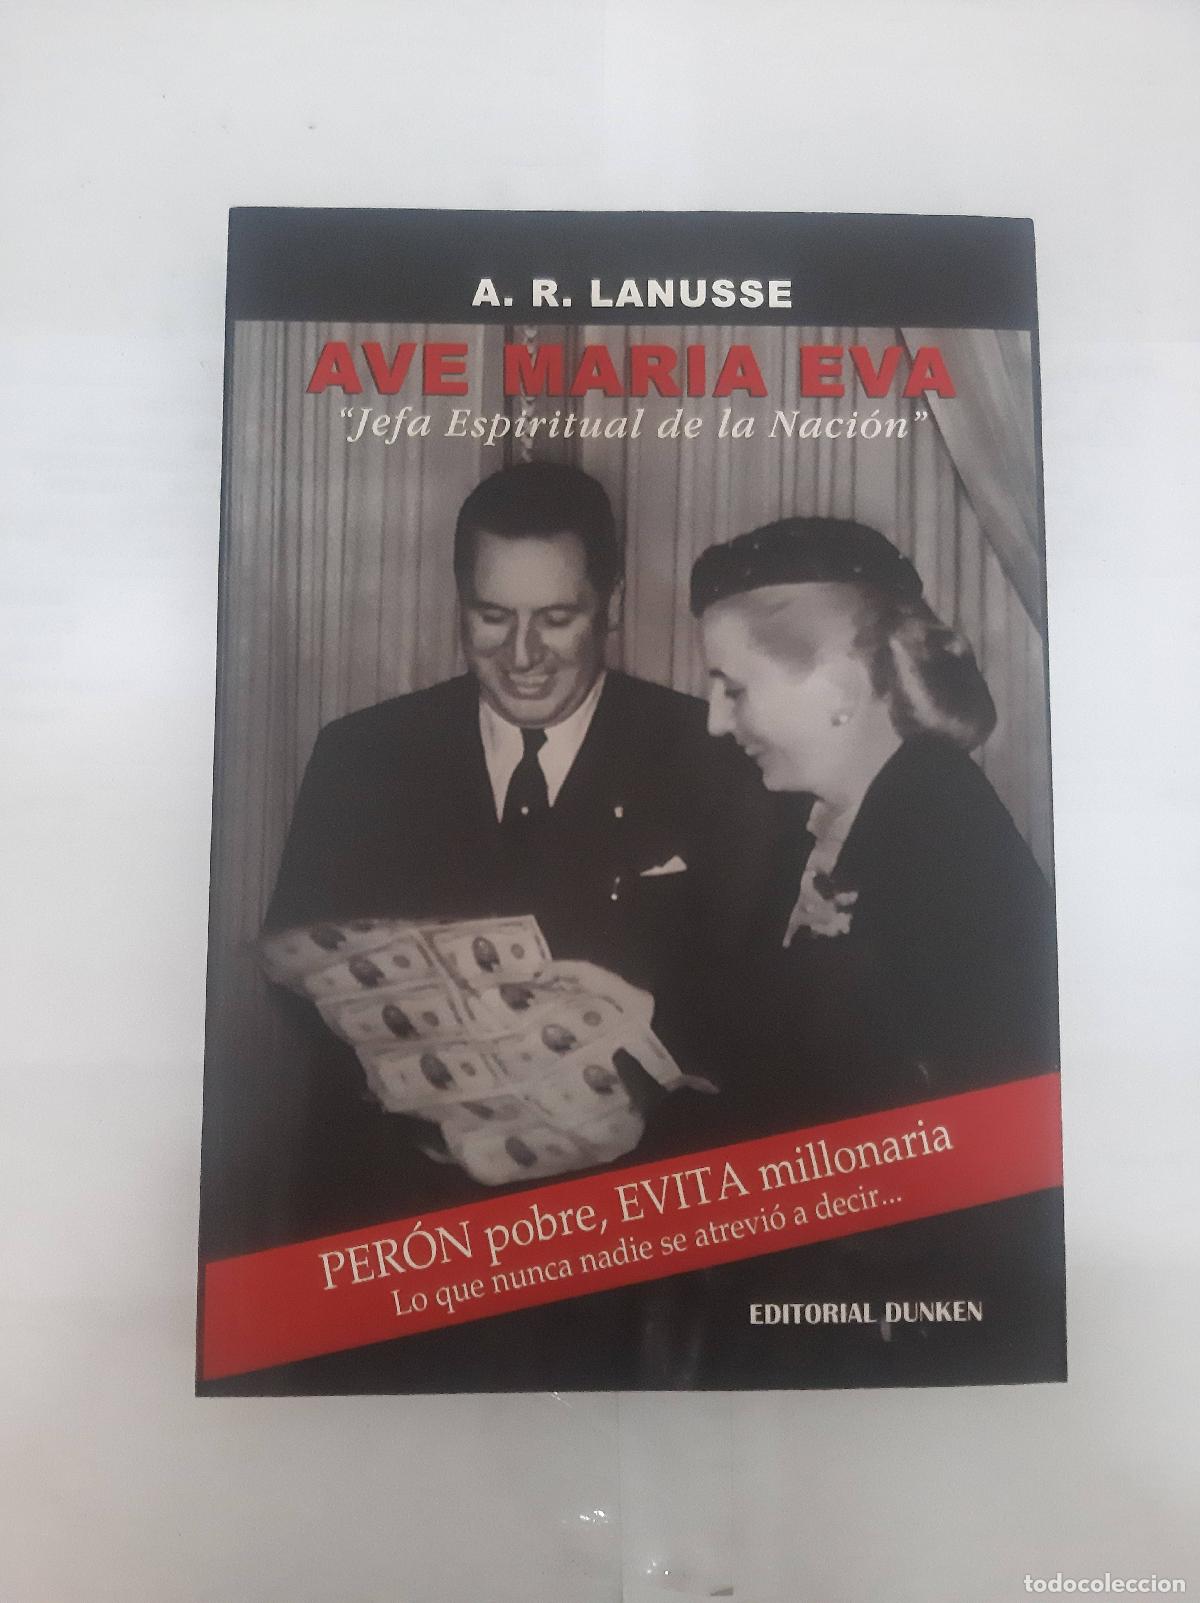 A. R. LANUSSE
AVE MARIA EVA
“Jefa Espiritual de la Nación”
PERÓN pobre, EVITA millonaria
Lo que nunca nadie se atrevió a decir...
EDITORIAL DUNKEN
todocoleccion